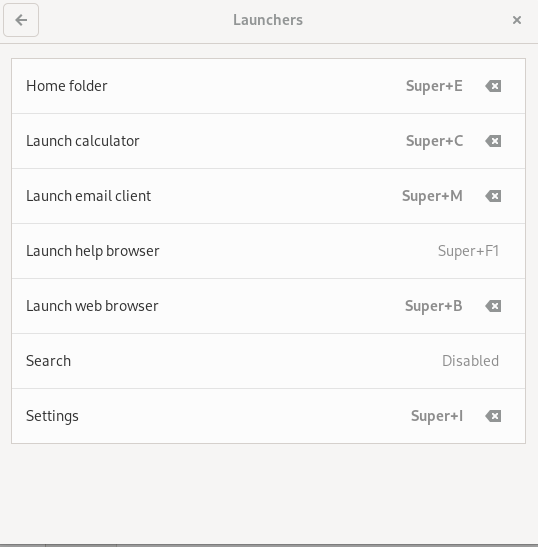 Launchers
Home folder Super+E
Launch calculator Super+C
Launch email client Super+M
Launch help browser Super+F1
Launch web browser Super+B
Search Disabled
Settings Super+I